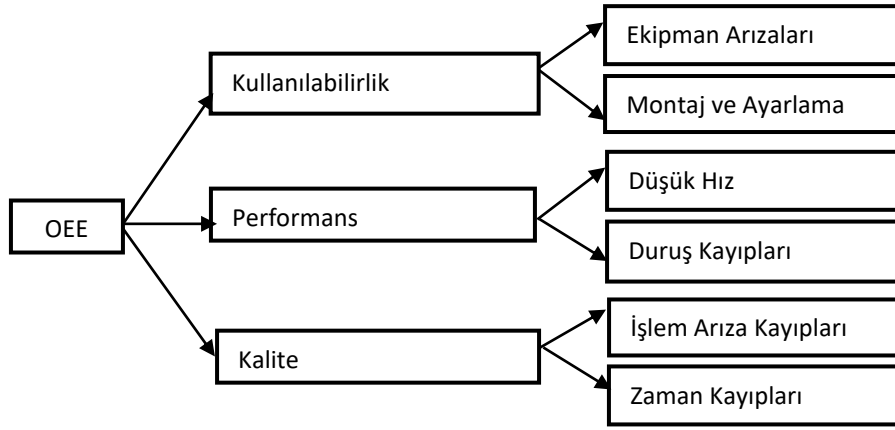 OEE
Kullanılabilirlik
Ekipman Arızaları
Montaj ve Ayarlama
Performans
Düşük Hız
Duruş Kayıpları
Kalite
İşlem Arıza Kayıpları
Zaman Kayıpları